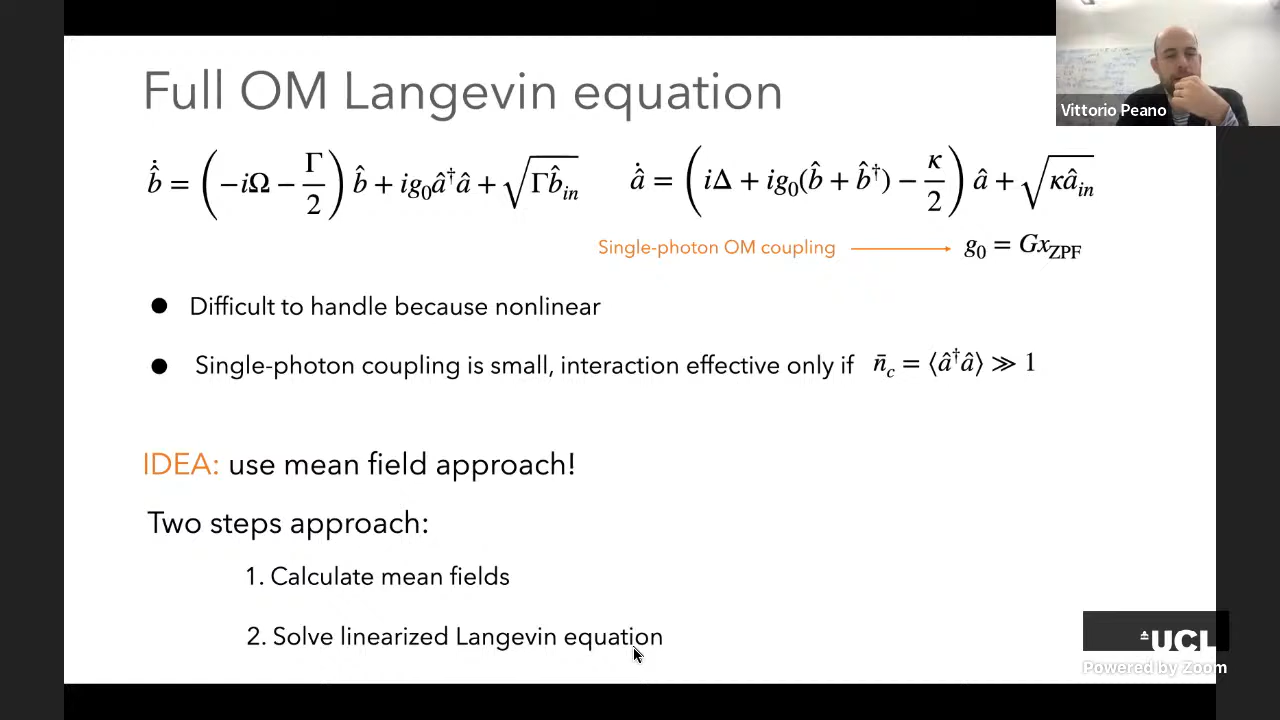 Full OM Langevin equation
Vittorio Peano
\dot{\hat{b}} = \left(-i\Omega - \frac{\Gamma}{2}\right)\hat{b} + ig_0\hat{a}^\dagger\hat{a} + \sqrt{\Gamma\hat{b}_{in}}
\dot{\hat{a}} = \left(i\Delta + ig_0(\hat{b} + \hat{b}^\dagger) - \frac{\kappa}{2}\right)\hat{a} + \sqrt{\kappa\hat{a}_{in}}
Single-photon OM coupling → g_0 = Gx_{ZPF}
● Difficult to handle because nonlinear
● Single-photon coupling is small, interaction effective only if \bar{n}_c = ⟨\hat{a}^\dagger\hat{a}⟩ ≫ 1
IDEA: use mean field approach!
Two steps approach:
1. Calculate mean fields
2. Solve linearized Langevin equation
UCL
Powered by Zoom